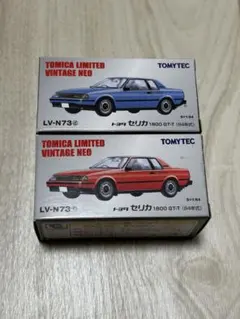 TOMICA LIMITED
VINTAGE NEO
TOMYTEC
LV-N73
トヨタ セリカ 1800 GT-T
TOMICA LIMITED
VINTAGE NEO
TOMYTEC
LV-N73
トヨタ セリカ 1800 GT-T